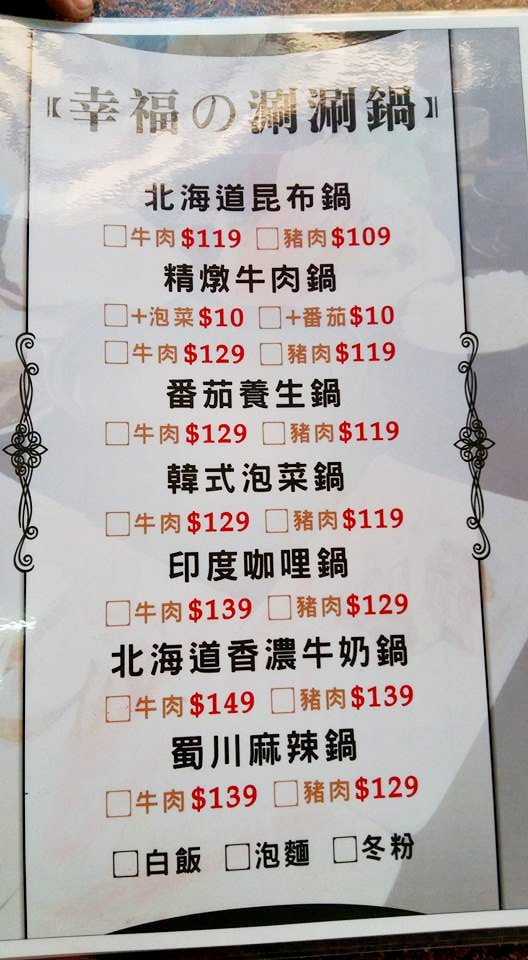 【幸福の涮涮鍋】
北海道昆布鍋
□牛肉$119 □豬肉$109
精燉牛肉鍋
□+泡菜$10 □+番茄$10
□牛肉$129 □豬肉$119
番茄養生鍋
□牛肉$129 □豬肉$119
韓式泡菜鍋
□牛肉$129 □豬肉$119
印度咖哩鍋
□牛肉$139 □豬肉$129
北海道香濃牛奶鍋
□牛肉$149 □豬肉$139
蜀川麻辣鍋
□牛肉$139 □豬肉$129
□白飯 □泡麵 □冬粉